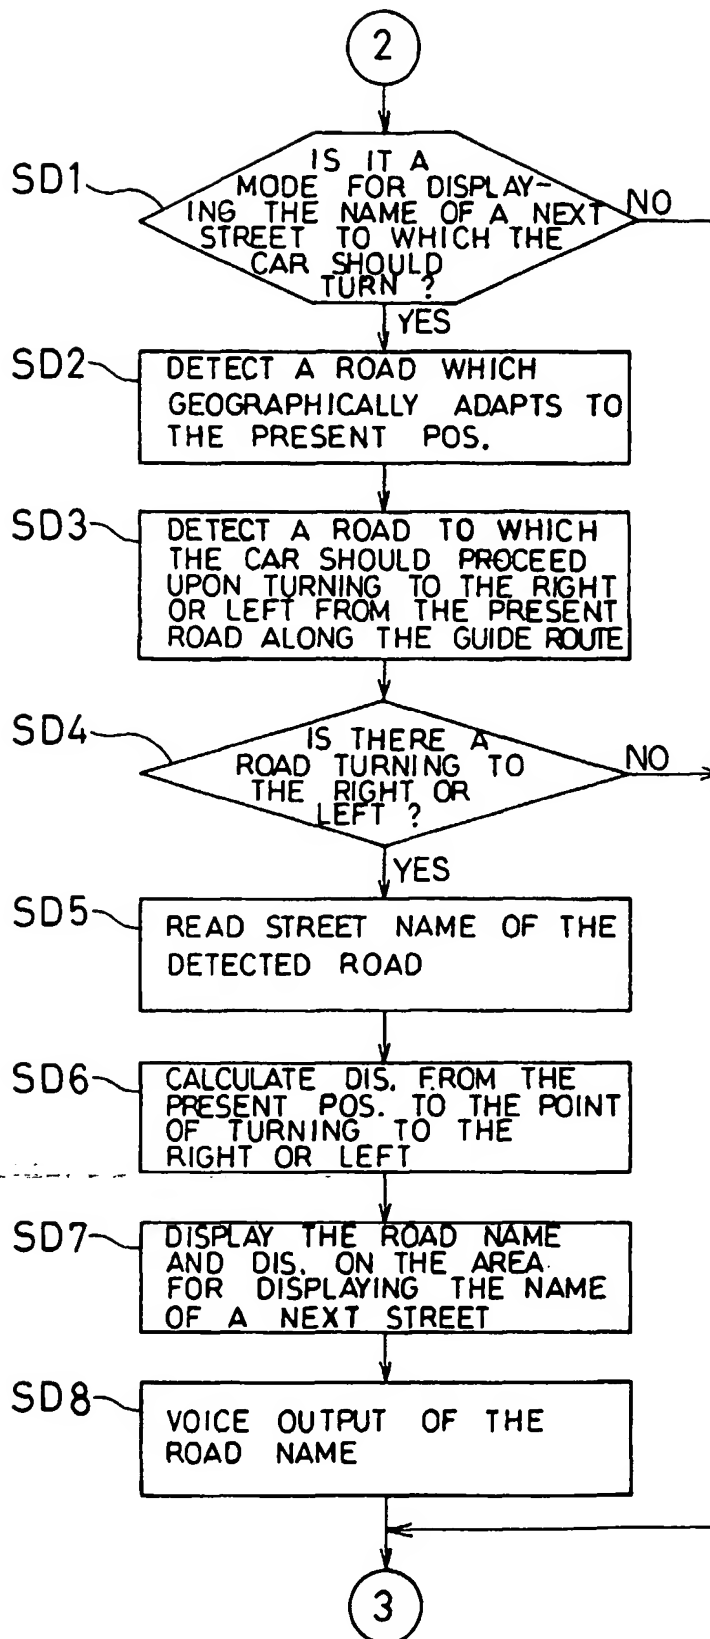 2
SD1
IS IT A
MODE FOR DISPLAY-
ING THE NAME OF A NEXT
STREET TO WHICH THE
CAR SHOULD
TURN ?
NO
YES
SD2
DETECT A ROAD WHICH
GEOGRAPHICALLY ADAPTS TO
THE PRESENT POS.
SD3
DETECT A ROAD TO WHICH
THE CAR SHOULD PROCEED
UPON TURNING TO THE RIGHT
OR LEFT FROM THE PRESENT
ROAD ALONG THE GUIDE ROUTE
SD4
IS THERE A
ROAD TURNING TO
THE RIGHT OR
LEFT ?
NO
YES
SD5
READ STREET NAME OF THE
DETECTED ROAD
SD6
CALCULATE DIS. FROM THE
PRESENT POS. TO THE POINT
OF TURNING TO THE
RIGHT OR LEFT
SD7
DISPLAY THE ROAD NAME
AND DIS. ON THE AREA
FOR DISPLAYING THE NAME
OF A NEXT STREET
SD8
VOICE OUTPUT OF THE
ROAD NAME
3